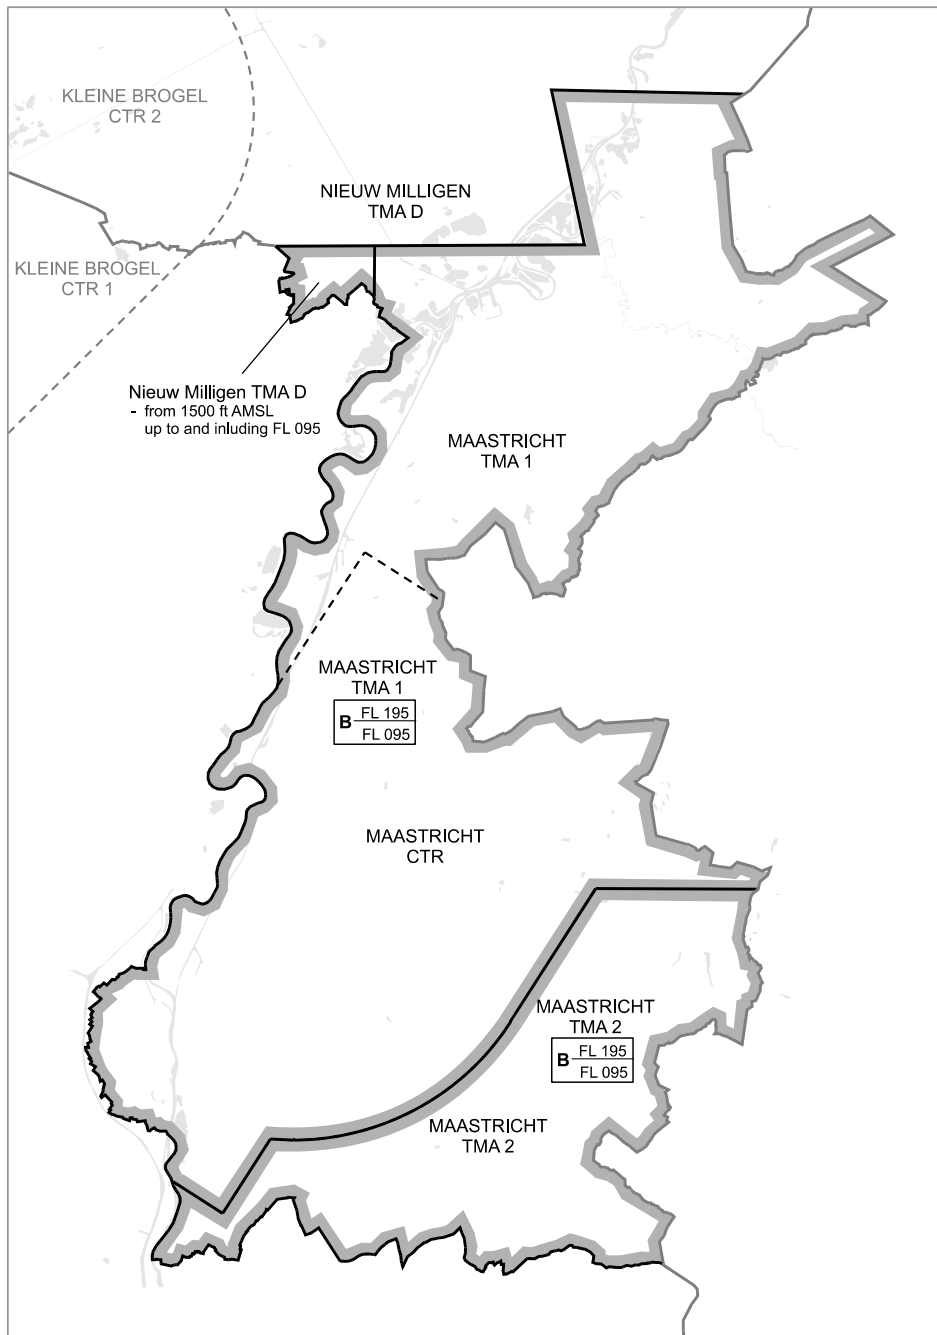 KLEINE BROGEL
CTR 2
NIEUW MILLIGEN
TMA D
KLEINE BROGEL
CTR 1
Nieuw Milligen TMA D
- from 1500 ft AMSL
up to and inluding FL 095
MAASTRICHT
TMA 1
MAASTRICHT
TMA 1
B FL 195
FL 095
MAASTRICHT
CTR
MAASTRICHT
TMA 2
B FL 195
FL 095
MAASTRICHT
TMA 2